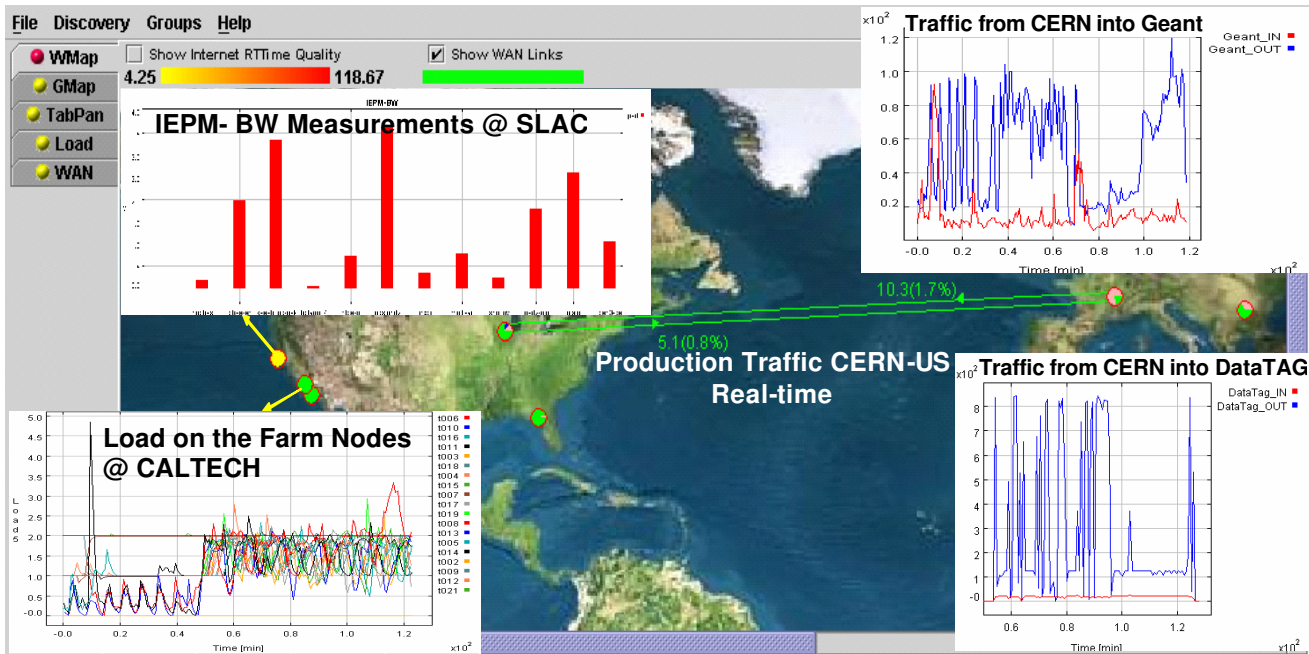 File Discovery Groups Help
WMap
GMap
TabPan
Load
WAN
Show Internet RTTime Quality
4.25 118.67
Show WAN Links
IEPM-BW
IEPM- BW Measurements @ SLAC
Traffic from CERN into Geant
x10²
Geant_IN
Geant_OUT
1.2
1.0
0.8
0.6
0.4
0.2
-0.0 0.2 0.4 0.6 0.8 1.0 1.2
Time [min] x10²
10.3(1.7%)
5.1(0.8%)
Production Traffic CERN-US
Real-time
Traffic from CERN into DataTAG
x10²
DataTag_IN
DataTag_OUT
8
7
6
5
4
3
2
1
-0
0.6 0.8 1.0 1.2
Time [min] x10²
Load on the Farm Nodes
@ CALTECH
5.0
4.5
4.0
3.5
3.0
2.5
2.0
1.5
1.0
0.5
-0.0
Load5
-0.0 0.2 0.4 0.6 0.8 1.0 1.2
Time [min] x10²
t006
t010
t016
t011
t003
t018
t004
t015
t007
t017
t019
t008
t013
t005
t014
t002
t009
t012
t021